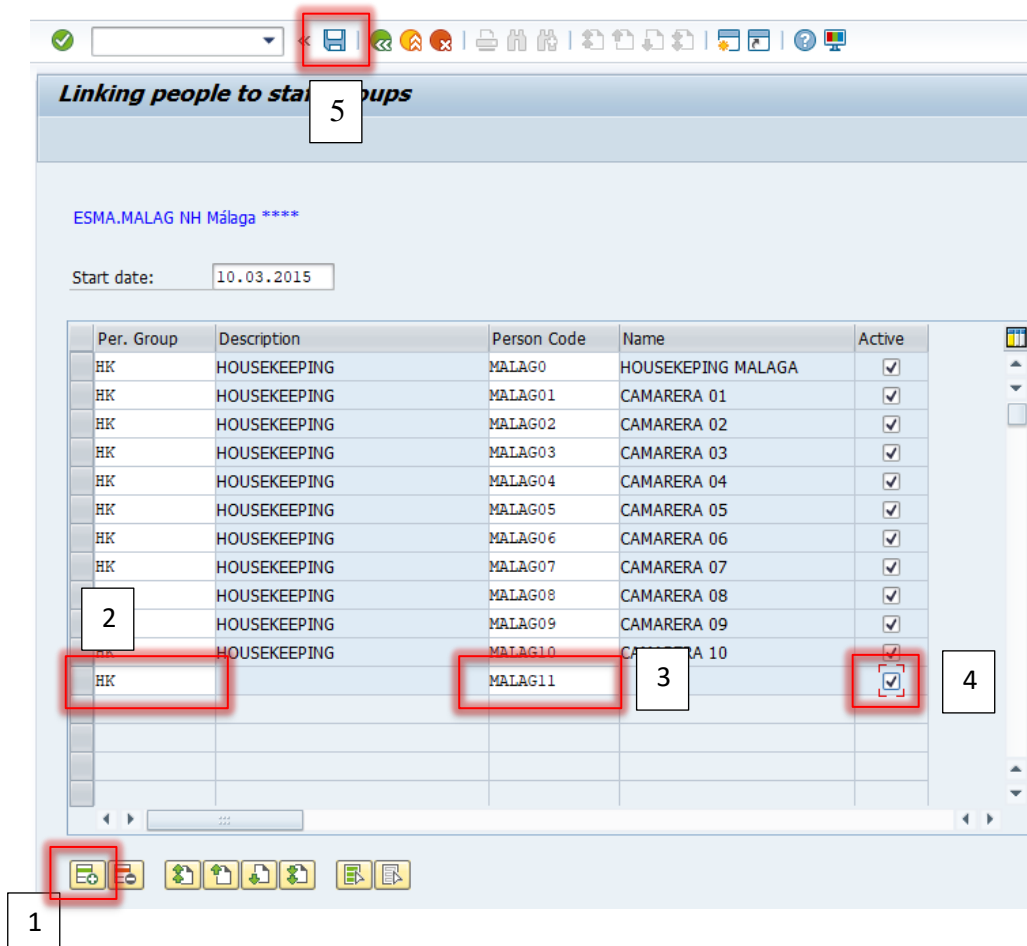 5
Linking people to sta oups
ESMA.MALAG NH Málaga ****
Start date: 10.03.2015
Per. Group Description Person Code Name Active
HK HOUSEKEEPING MALAG0 HOUSEKEPING MALAGA
HK HOUSEKEEPING MALAG01 CAMARERA 01
HK HOUSEKEEPING MALAG02 CAMARERA 02
HK HOUSEKEEPING MALAG03 CAMARERA 03
HK HOUSEKEEPING MALAG04 CAMARERA 04
HK HOUSEKEEPING MALAG05 CAMARERA 05
HK HOUSEKEEPING MALAG06 CAMARERA 06
HK HOUSEKEEPING MALAG07 CAMARERA 07
HOUSEKEEPING MALAG08 CAMARERA 08
2 HOUSEKEEPING MALAG09 CAMARERA 09
HK HOUSEKEEPING MALAG10 CA RA 10
HK MALAG11 3 4
1